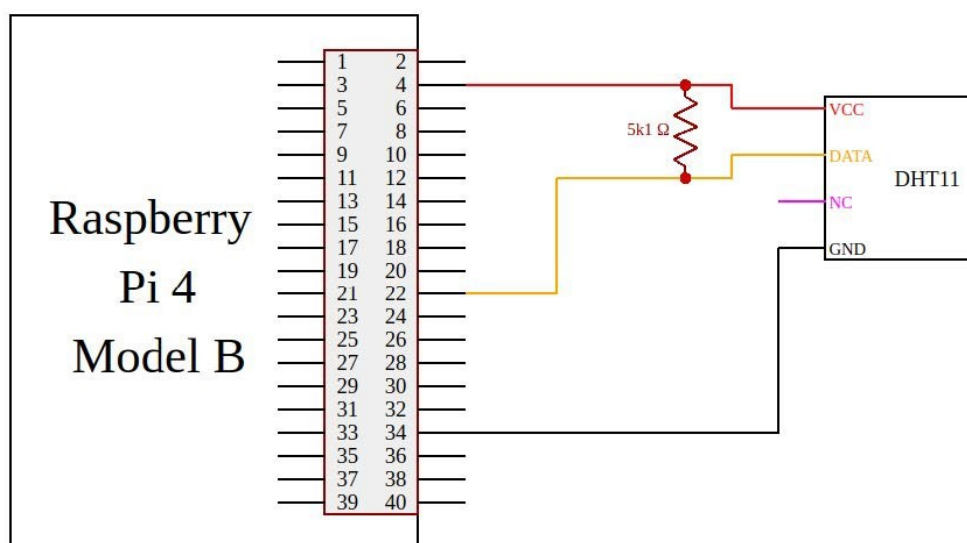 Raspberry
Pi 4
Model B
1 2
3 4
5 6
7 8
9 10
11 12
13 14
15 16
17 18
19 20
21 22
23 24
25 26
27 28
29 30
31 32
33 34
35 36
37 38
39 40
5k1 Ω
VCC
DATA
NC
GND
DHT11